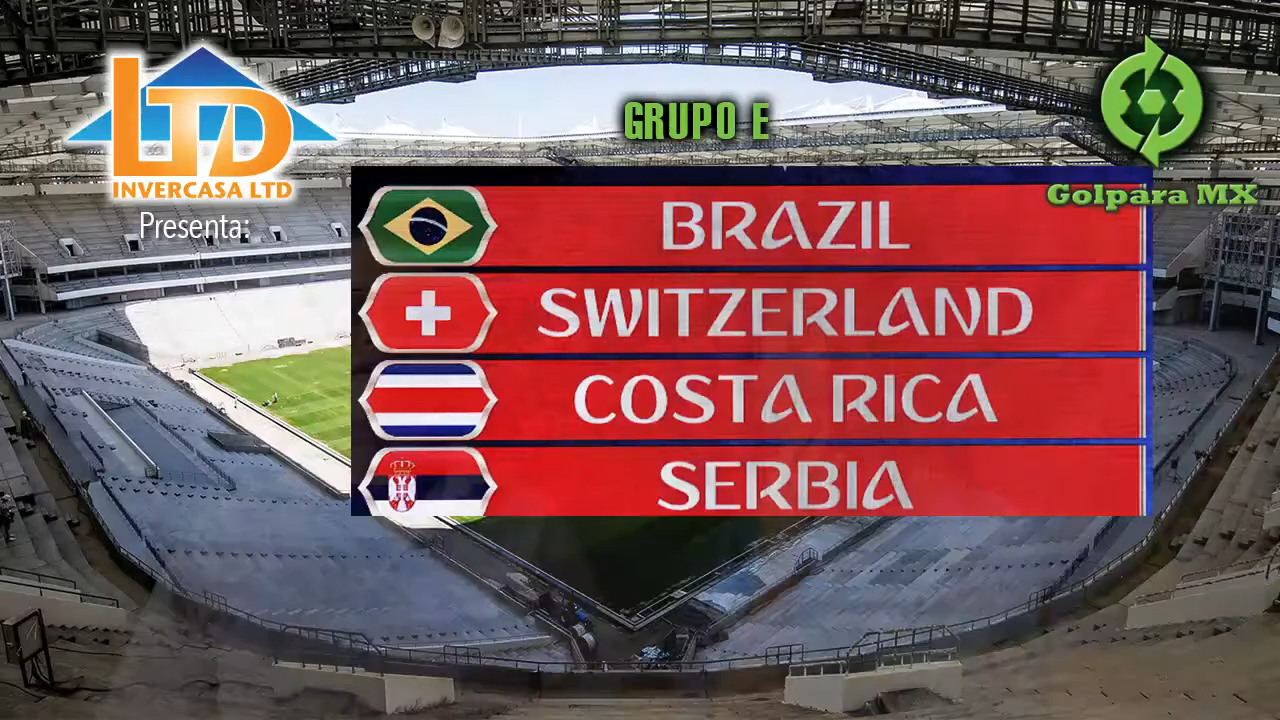 LTD
INVERCASA LTD
Presenta:
GRUPO E
Golpara MX
BRAZIL
SWITZERLAND
COSTA RICA
SERBIA